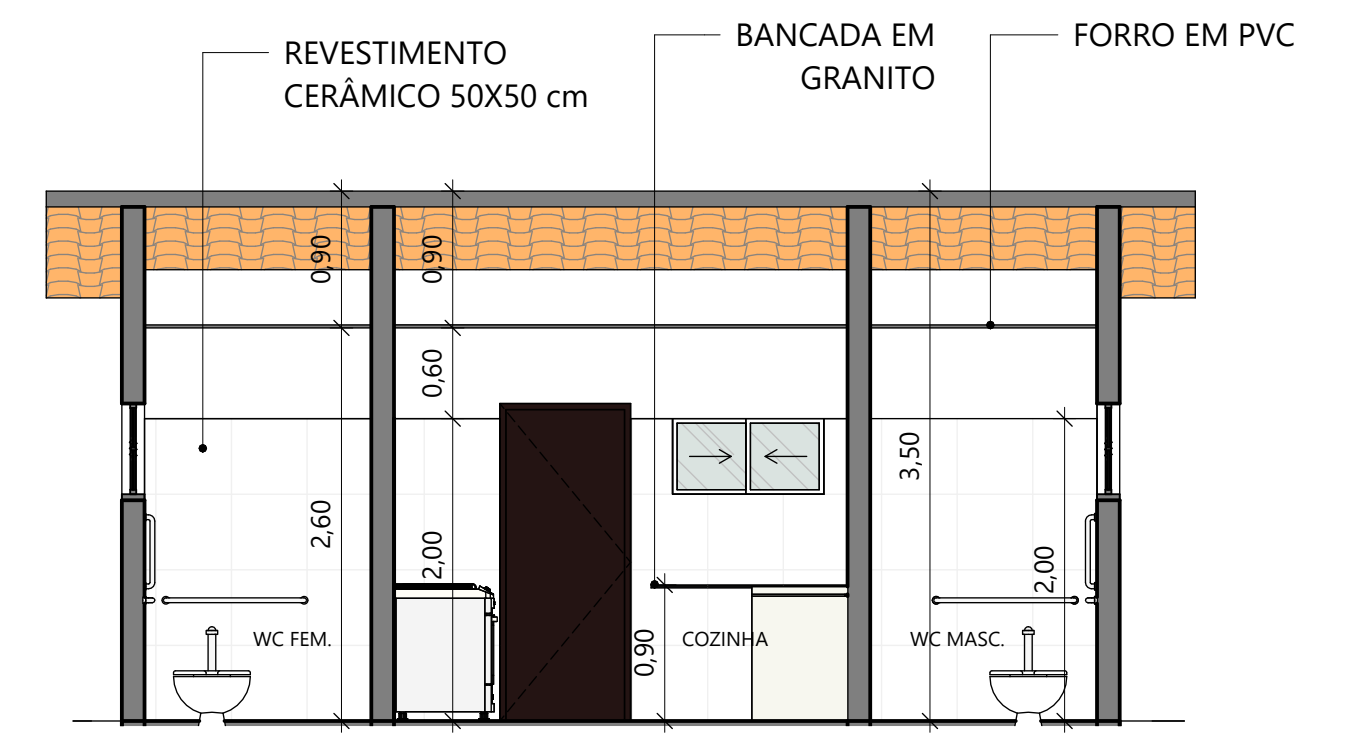 REVESTIMENTO
CERÂMICO 50X50 cm
BANCADA EM
GRANITO
FORRO EM PVC
0,90
0,90
0,60
3,50
2,60
2,00
2,00
0,90
WC FEM.
COZINHA
WC MASC.